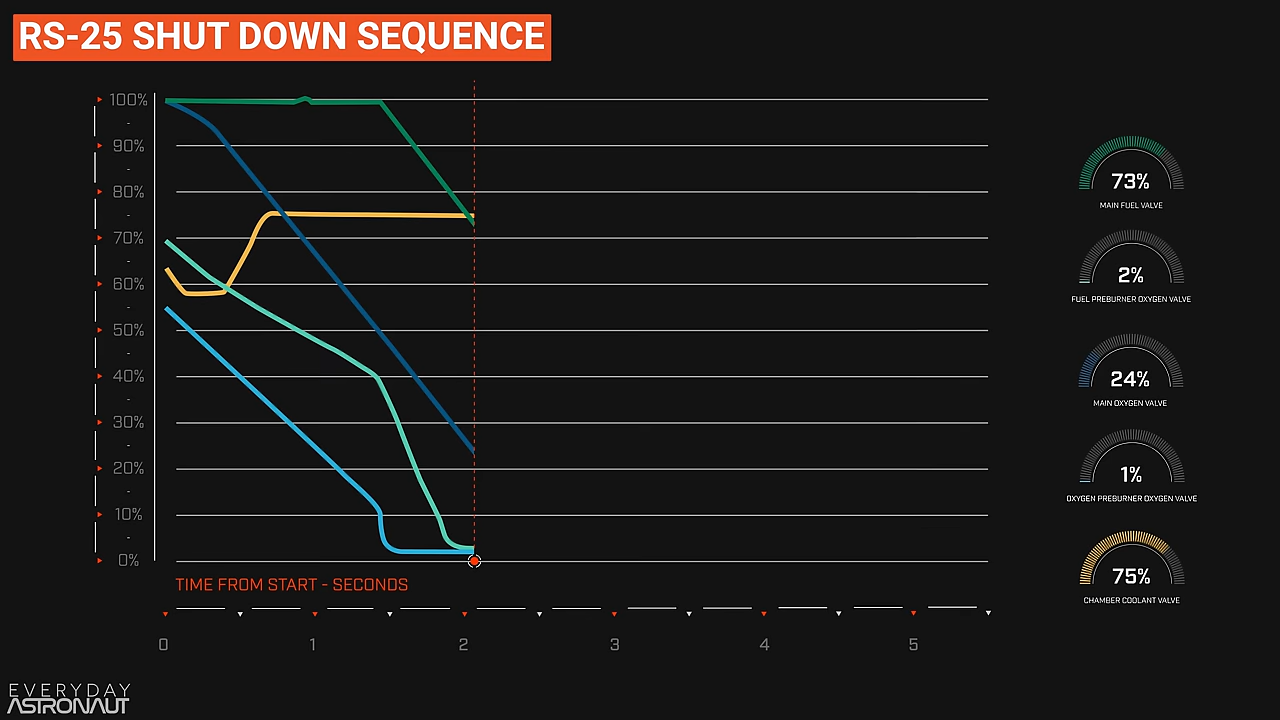 RS-25 SHUT DOWN SEQUENCE
100%
90%
80%
70%
60%
50%
40%
30%
20%
10%
0%
TIME FROM START - SECONDS
0 1 2 3 4 5
73%
MAIN FUEL VALVE
2%
FUEL PREBURNER OXYGEN VALVE
24%
MAIN OXYGEN VALVE
1%
OXYGEN PREBURNER OXYGEN VALVE
75%
CHAMBER COOLANT VALVE
EVERYDAY
ASTRONAUT